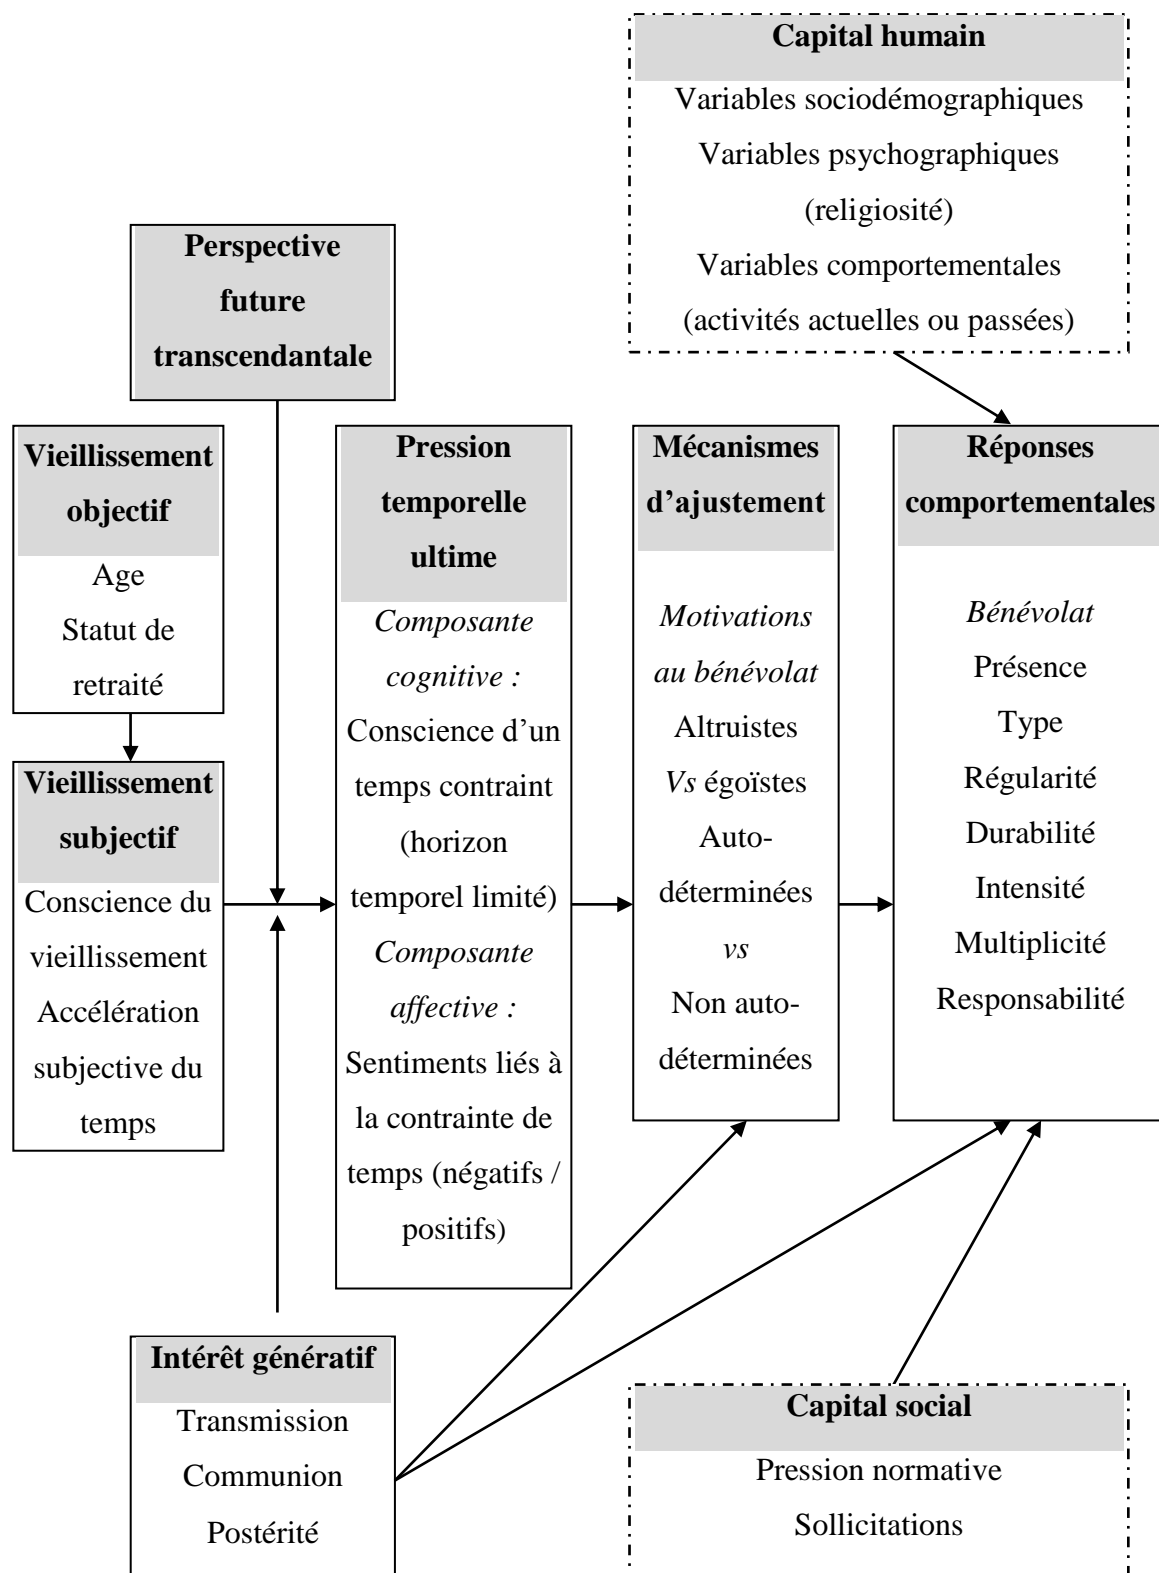 Capital humain
Variables sociodémographiques
Variables psychographiques
(religiosité)
Variables comportementales
(activités actuelles ou passées)
Perspective
future
transcendantale
Vieillissement
objectif
Age
Statut de
retraité
Vieillissement
subjectif
Conscience du
vieillissement
Accélération
subjective du
temps
Pression
temporelle
ultime
Composante
cognitive :
Conscience d’un
temps contraint
(horizon
temporel limité)
Composante
affective :
Sentiments liés à
la contrainte de
temps (négatifs /
positifs)
Mécanismes
d’ajustement
Motivations
au bénévolat
Altruistes
Vs égoïstes
Auto-
déterminées
vs
Non auto-
déterminées
Réponses
comportementales
Bénévolat
Présence
Type
Régularité
Durabilité
Intensité
Multiplicité
Responsabilité
Intérêt génératif
Transmission
Communion
Postérité
Capital social
Pression normative
Sollicitations